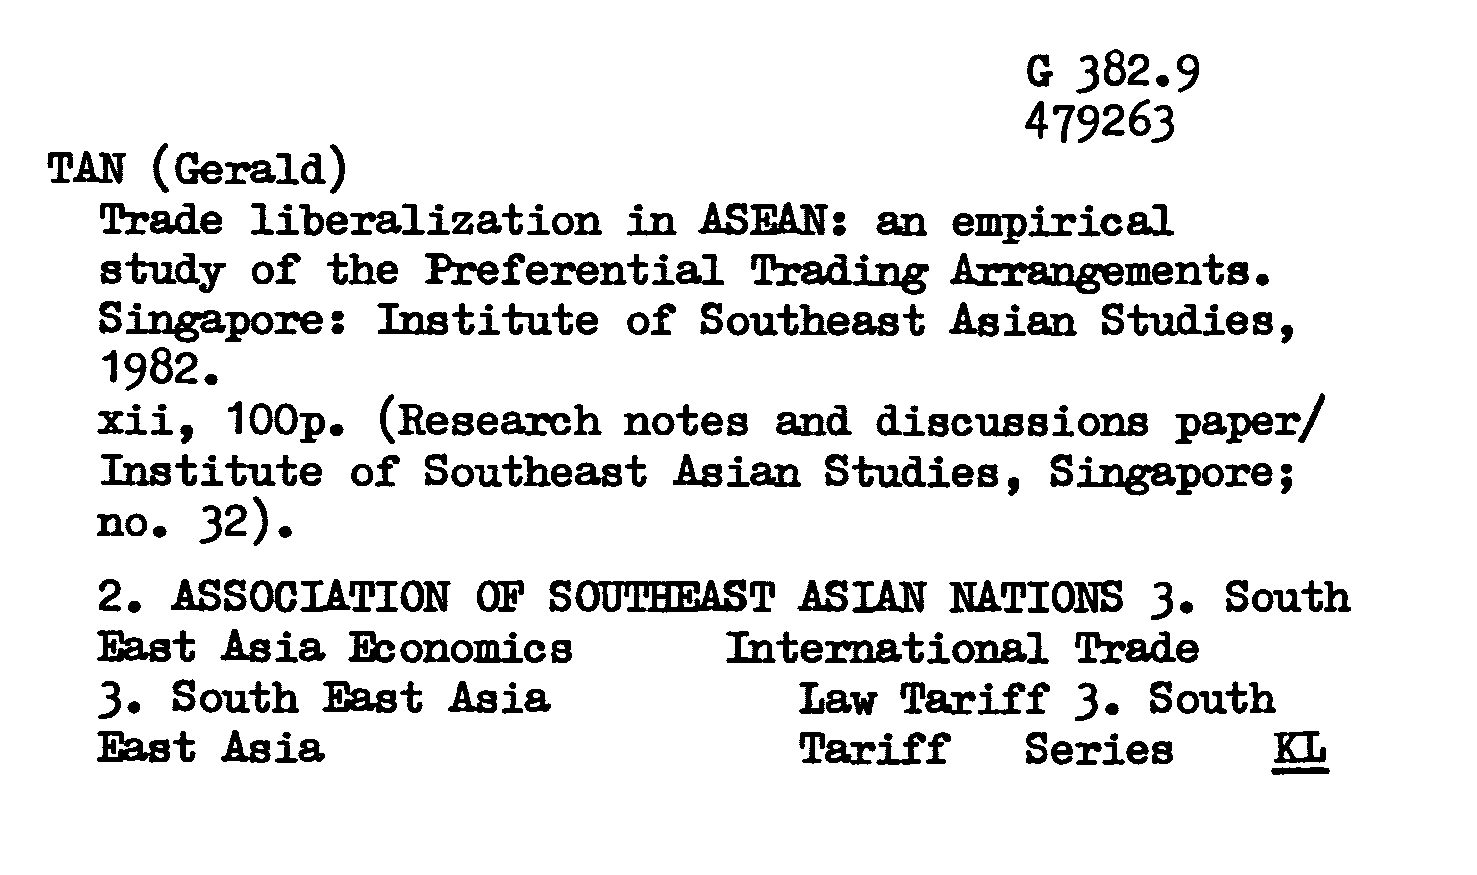 G 382.9
479263
TAN (Gerald)
Trade liberalization in ASEAN: an empirical
study of the Preferential Trading Arrangements.
Singapore: Institute of Southeast Asian Studies,
1982.
xii, 100p. (Research notes and discussions paper/
Institute of Southeast Asian Studies, Singapore;
no. 32).
2. ASSOCIATION OF SOUTHEAST ASIAN NATIONS 3. South
East Asia Economics International Trade
3. South East Asia Law Tariff 3. South
East Asia Tariff Series KL